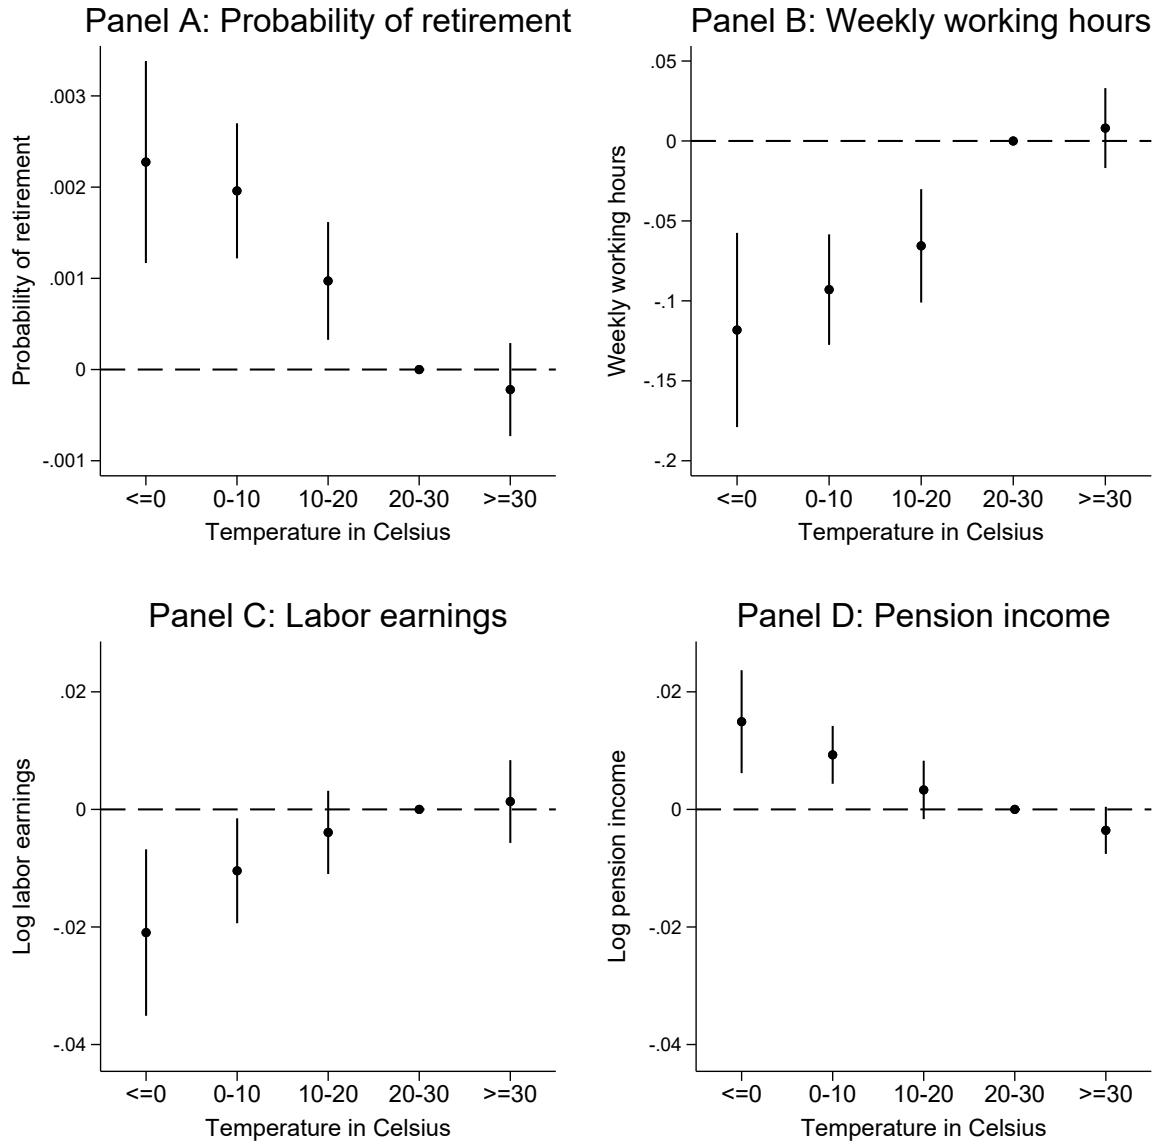 Panel A: Probability of retirement
Probability of retirement
.003
.002
.001
0
-.001
<=0 0-10 10-20 20-30 >=30
Temperature in Celsius
Panel B: Weekly working hours
Weekly working hours
.05
0
-.05
-.1
-.15
-.2
<=0 0-10 10-20 20-30 >=30
Temperature in Celsius
Panel C: Labor earnings
Log labor earnings
.02
0
-.02
-.04
<=0 0-10 10-20 20-30 >=30
Temperature in Celsius
Panel D: Pension income
Log pension income
.02
0
-.02
-.04
<=0 0-10 10-20 20-30 >=30
Temperature in Celsius